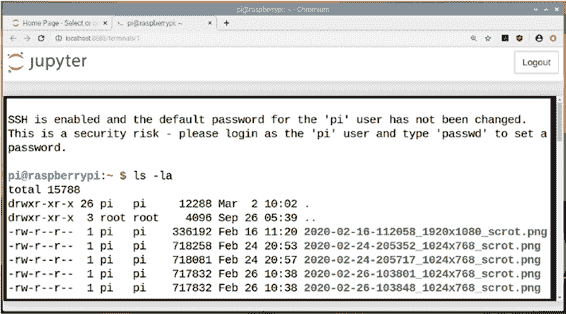 pi@raspberrypi: ~ - Chromium
Home Page - Select or c
pi@raspberrypi: ~
localhost:8888/terminals/1
jupyter
Logout
SSH is enabled and the default password for the 'pi' user has not been changed.
This is a security risk - please login as the 'pi' user and type 'passwd' to set a
password.
pi@raspberrypi:~ $ ls -la
total 15788
drwxr-xr-x 26 pi   pi    12288 Mar  2 10:02 .
drwxr-xr-x  3 root root   4096 Sep 26 05:39 ..
-rw-r--r--  1 pi   pi   336192 Feb 16 11:20 2020-02-16-112058_1920x1080_scrot.png
-rw-r--r--  1 pi   pi   718258 Feb 24 20:53 2020-02-24-205352_1024x768_scrot.png
-rw-r--r--  1 pi   pi   718081 Feb 24 20:57 2020-02-24-205717_1024x768_scrot.png
-rw-r--r--  1 pi   pi   717832 Feb 26 10:38 2020-02-26-103801_1024x768_scrot.png
-rw-r--r--  1 pi   pi   717832 Feb 26 10:38 2020-02-26-103848_1024x768_scrot.png